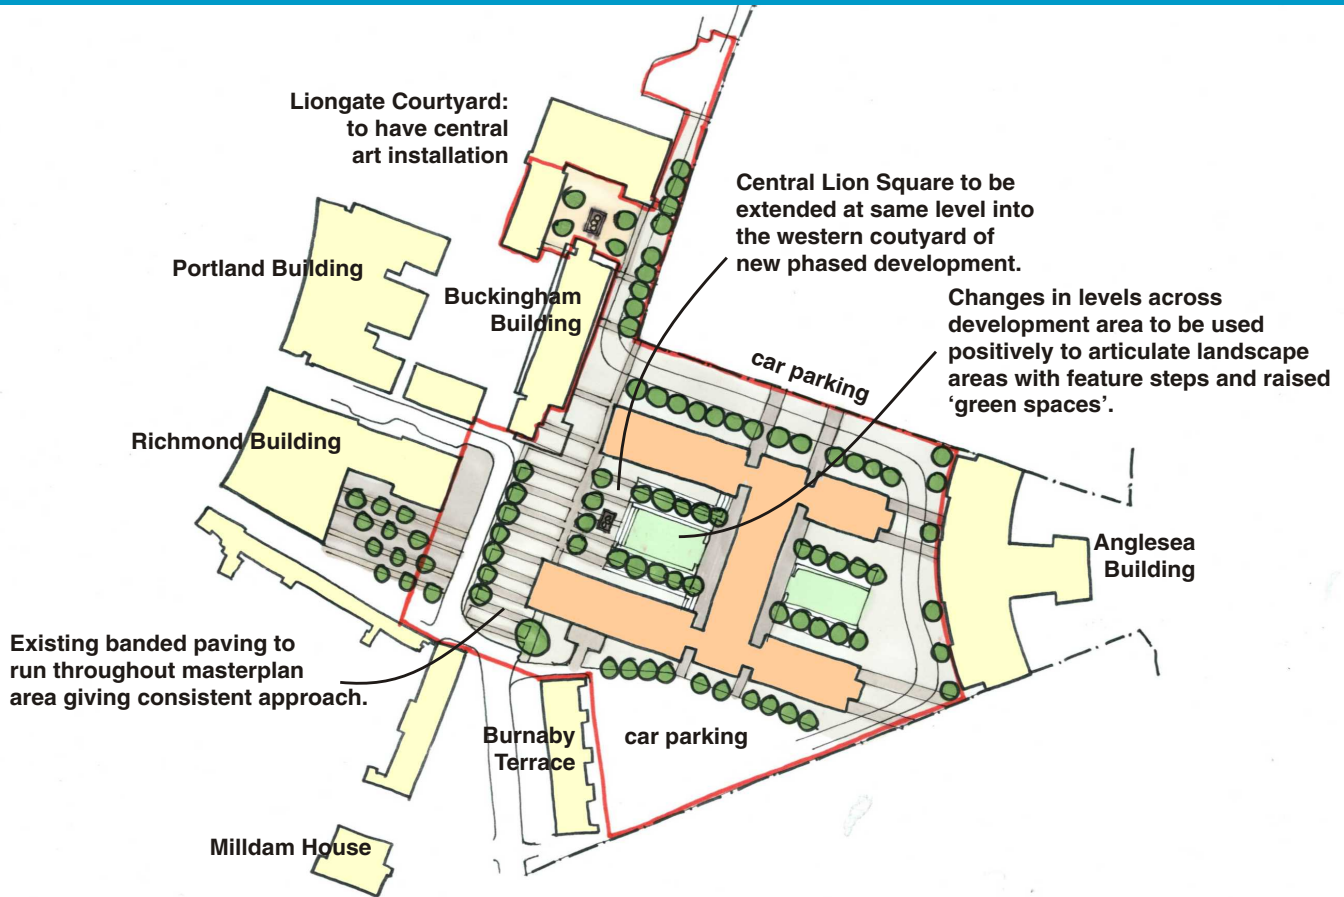 Liongate Courtyard:
to have central
art installation
Central Lion Square to be
extended at same level into
the western coutyard of
new phased development.
Portland Building
Buckingham
Building
Changes in levels across
development area to be used
positively to articulate landscape
areas with feature steps and raised
‘green spaces’.
car parking
Richmond Building
Anglesea
Building
Existing banded paving to
run throughout masterplan
area giving consistent approach.
Burnaby
Terrace
car parking
Milldam House